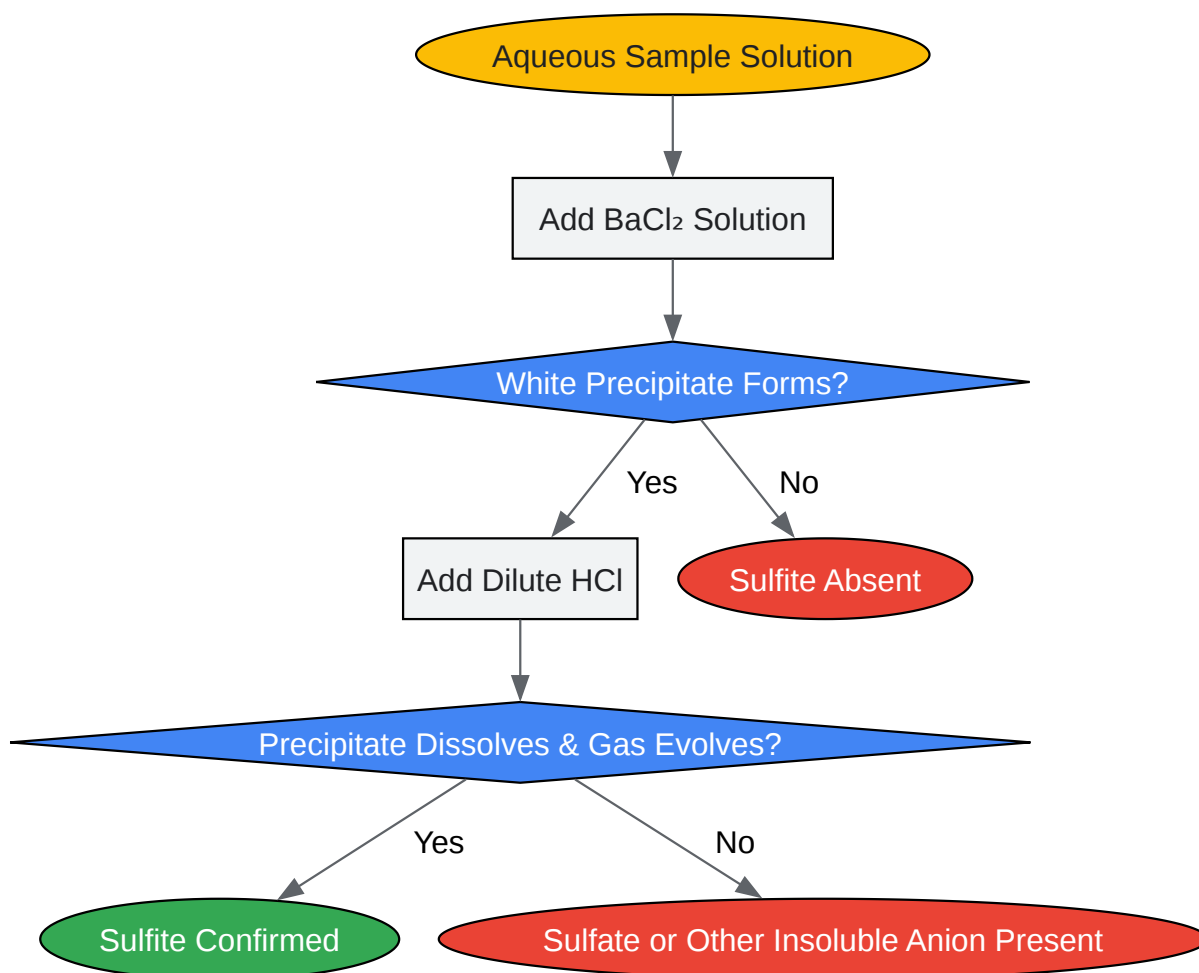 Aqueous Sample Solution
Add BaCl₂ Solution
White Precipitate Forms?
Yes
No
Add Dilute HCl
Sulfite Absent
Precipitate Dissolves & Gas Evolves?
Yes
No
Sulfite Confirmed
Sulfate or Other Insoluble Anion Present